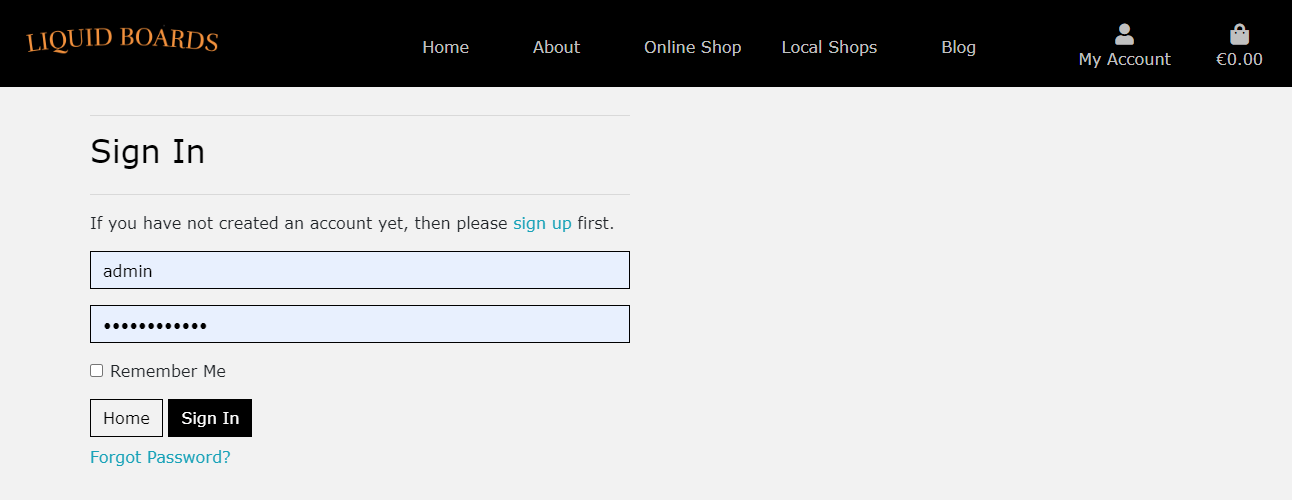 LIQUID BOARDS
Home About Online Shop Local Shops Blog My Account €0.00
Sign In
If you have not created an account yet, then please sign up first.
admin
••••••••••••
Remember Me
Home Sign In
Forgot Password?